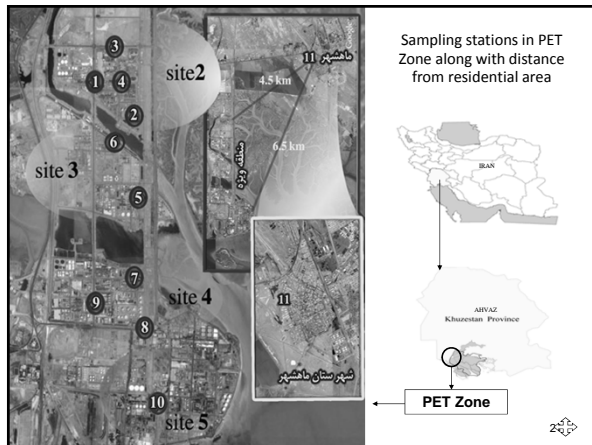 Sampling stations in PET
Zone along with distance
from residential area
3
1
4
site 2
2
6
site 3
5
7
9
site 4
8
10
site 5
ماهشهر 11
4.5 km
6.5 km
منطقه ویژه
11
شهرستان ماهشهر
IRAN
AHVAZ
Khuzestan Province
PET Zone
2